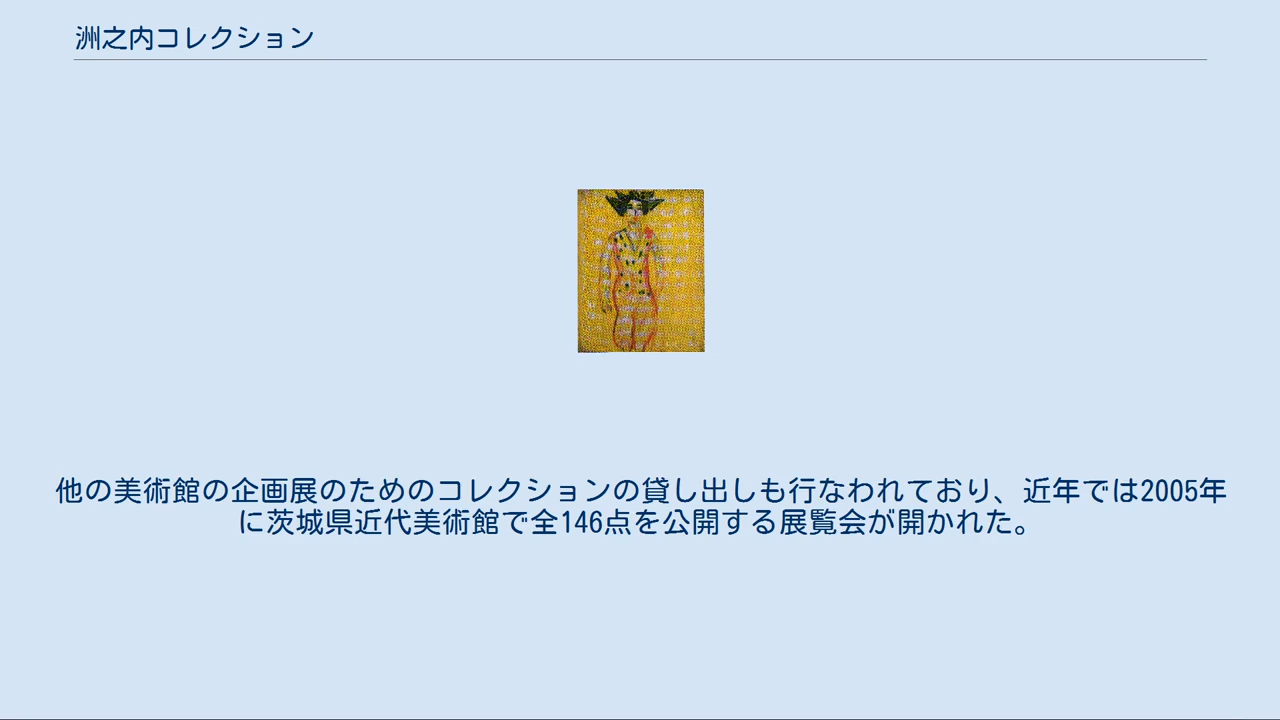 洲之内コレクション
他の美術館の企画展のためのコレクションの貸し出しも行なわれており、近年では2005年
に茨城県近代美術館で全146点を公開する展覧会が開かれた。